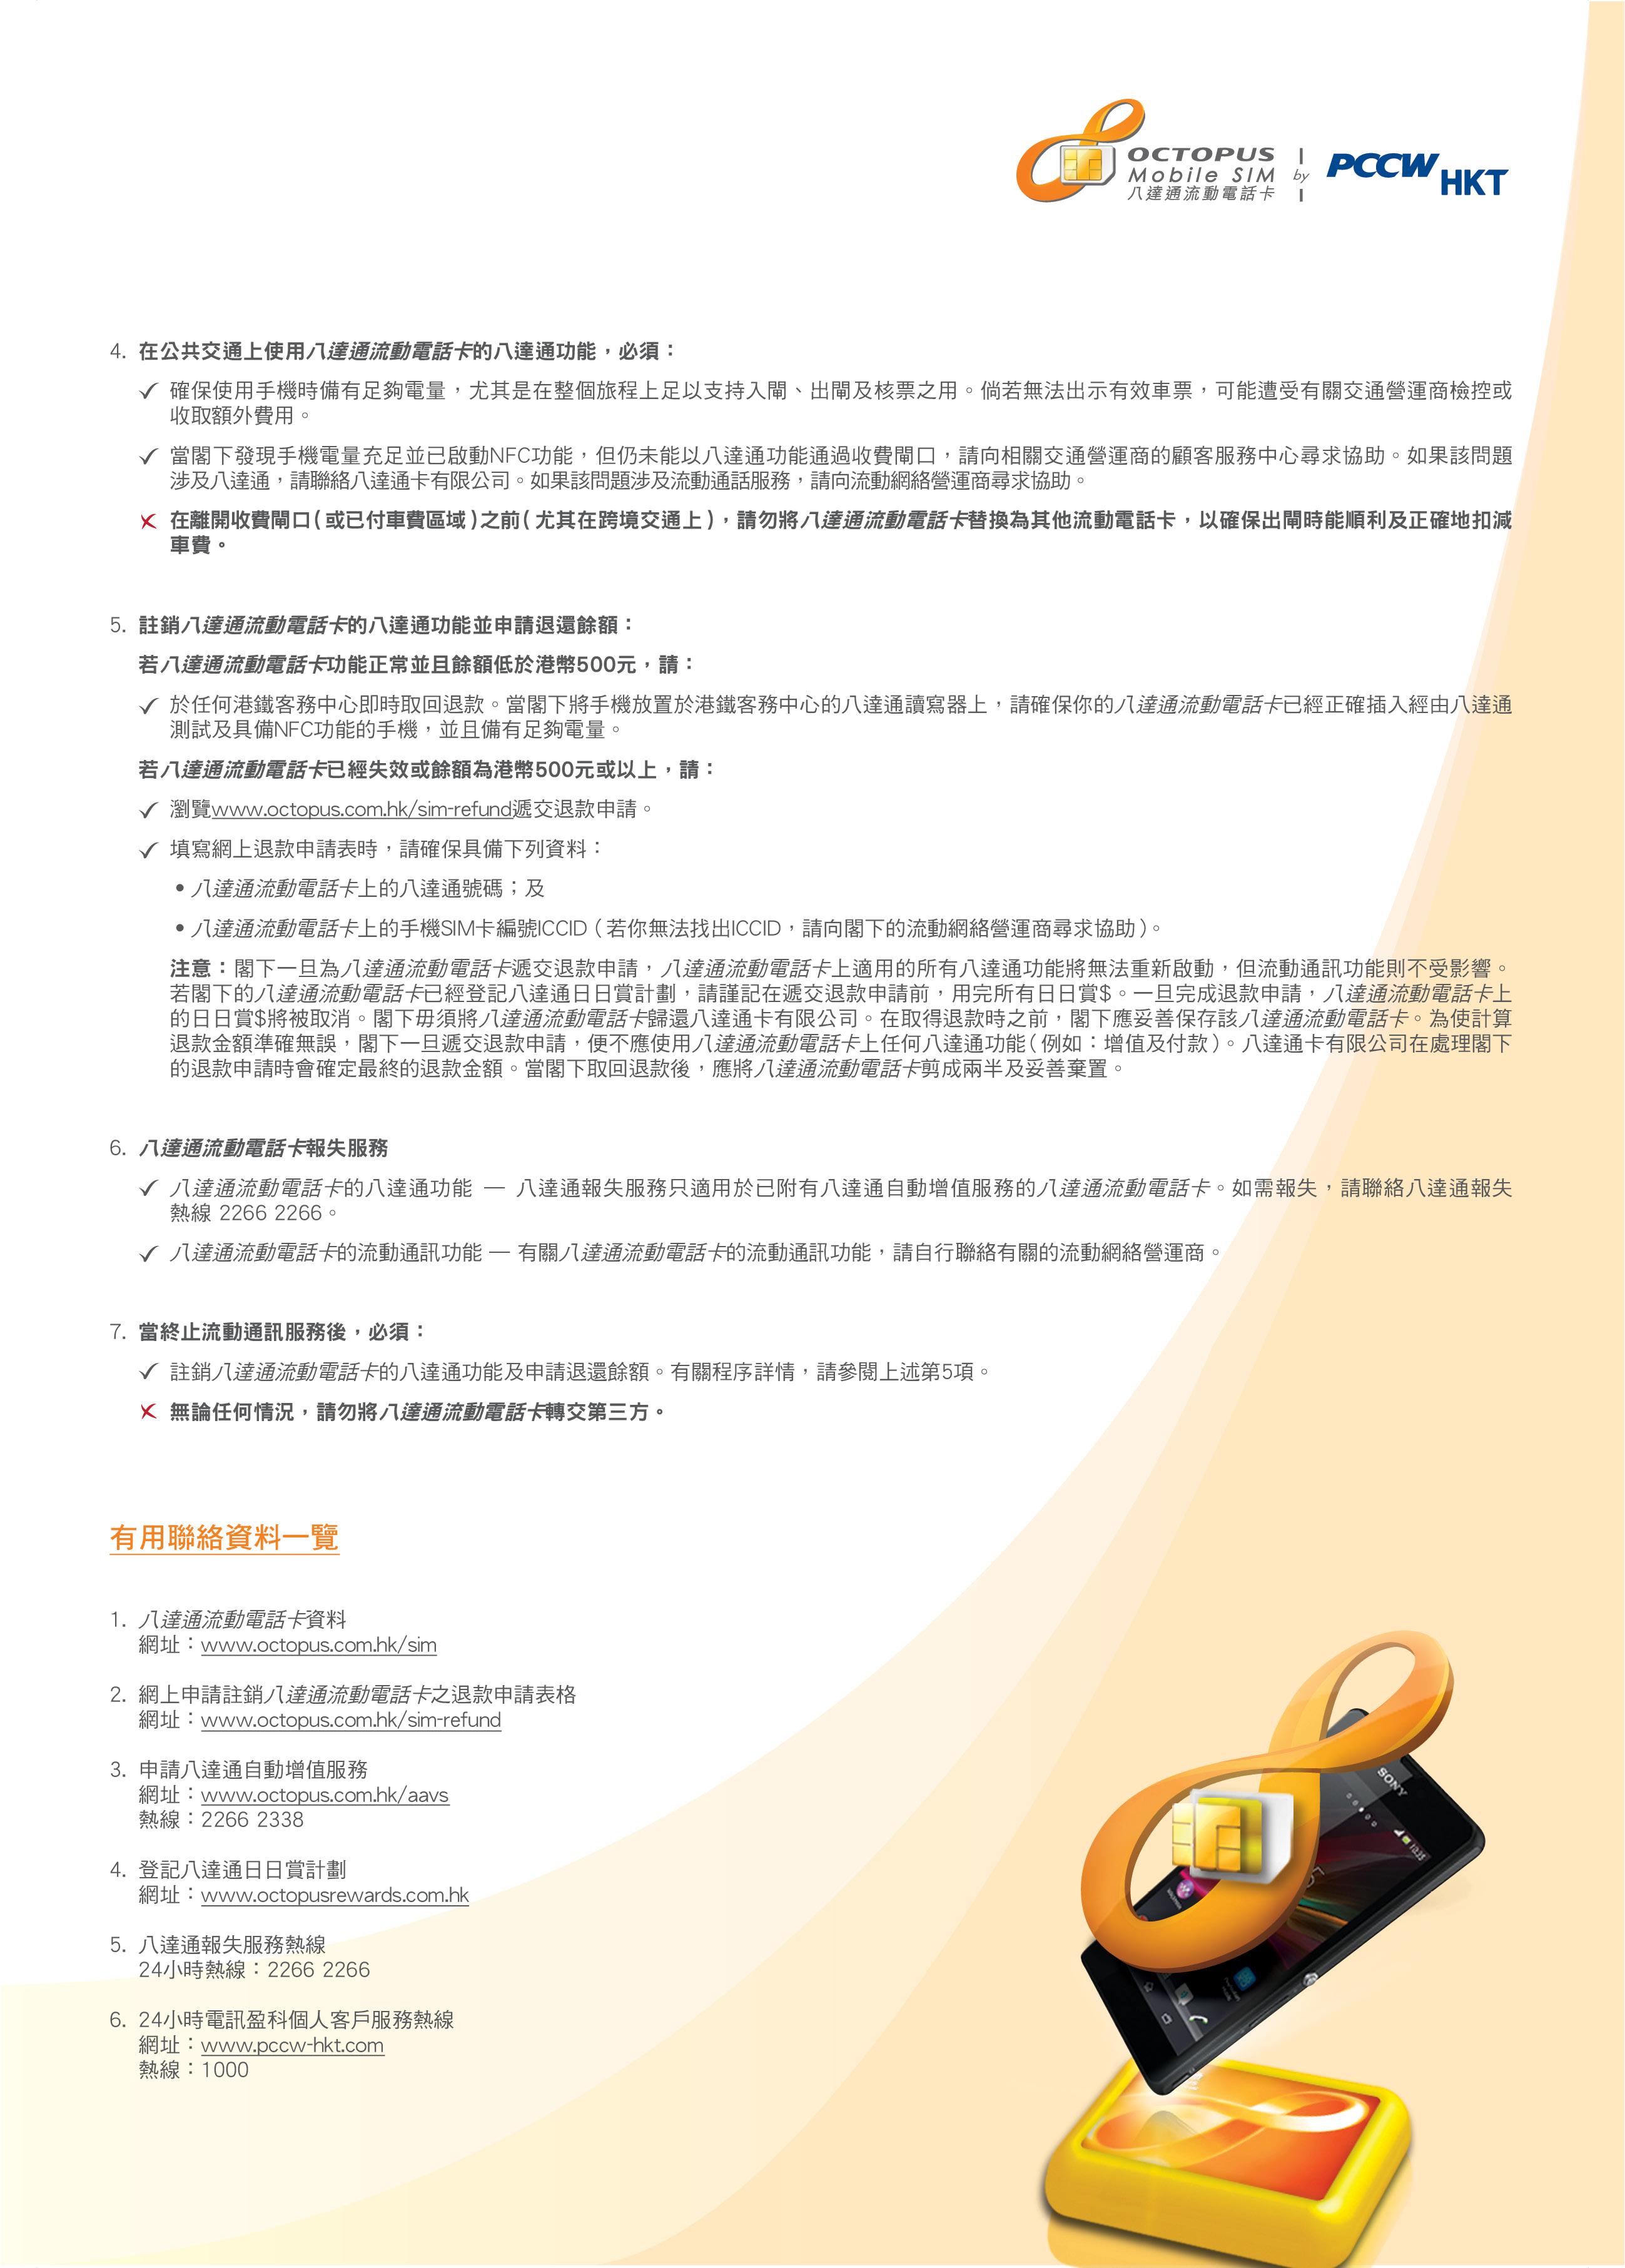 OCTOPUS
Mobile SIM
八達通流動電話卡
by
PCCW
HKT
4. 在公共交通上使用八達通流動電話卡的八達通功能，必須：
✓ 確保使用手機時備有足夠電量，尤其是在整個旅程上足以支持入閘、出閘及核票之用。倘若無法出示有效車票，可能遭受有關交通營運商檢控或
收取額外費用。
✓ 當閣下發現手機電量充足並已啟動NFC功能，但仍未能以八達通功能通過收費閘口，請向相關交通營運商的顧客服務中心尋求協助。如果該問題
涉及八達通，請聯絡八達通卡有限公司。如果該問題涉及流動通話服務，請向流動網絡營運商尋求協助。
✗ 在離開收費閘口（或已付車費區域）之前（尤其在跨境交通上），請勿將八達通流動電話卡替換為其他流動電話卡，以確保出閘時能順利及正確地扣減
車費。
5. 註銷八達通流動電話卡的八達通功能並申請退還餘額：
若八達通流動電話卡功能正常並且餘額低於港幣500元，請：
✓ 於任何港鐵客務中心即時取回退款。當閣下將手機放置於港鐵客務中心的八達通讀寫器上，請確保你的八達通流動電話卡已經正確插入經由八達通
測試及具備NFC功能的手機，並且備有足夠電量。
若八達通流動電話卡已經失效或餘額為港幣500元或以上，請：
✓ 瀏覽www.octopus.com.hk/sim-refund遞交退款申請。
✓ 填寫網上退款申請表時，請確保具備下列資料：
• 八達通流動電話卡上的八達通號碼；及
• 八達通流動電話卡上的手機SIM卡編號ICCID（若你無法找出ICCID，請向閣下的流動網絡營運商尋求協助）。
注意：閣下一旦為八達通流動電話卡遞交退款申請，八達通流動電話卡上適用的所有八達通功能將無法重新啟動，但流動通訊功能則不受影響。
若閣下的八達通流動電話卡已經登記八達通日日賞計劃，請謹記在遞交退款申請前，用完所有日日賞$。一旦完成退款申請，八達通流動電話卡上
的日日賞$將被取消。閣下毋須將八達通流動電話卡歸還八達通卡有限公司。在取得退款時之前，閣下應妥善保存該八達通流動電話卡。為使計算
退款金額準確無誤，閣下一旦遞交退款申請，便不應使用八達通流動電話卡上任何八達通功能（例如：增值及付款）。八達通卡有限公司在處理閣下
的退款申請時會確定最終的退款金額。當閣下取回退款後，應將八達通流動電話卡剪成兩半及妥善棄置。
6. 八達通流動電話卡報失服務
✓ 八達通流動電話卡的八達通功能 — 八達通報失服務只適用於已附有八達通自動增值服務的八達通流動電話卡。如需報失，請聯絡八達通報失
熱線 2266 2266。
✓ 八達通流動電話卡的流動通訊功能 — 有關八達通流動電話卡的流動通訊功能，請自行聯絡有關的流動網絡營運商。
7. 當終止流動通訊服務後，必須：
✓ 註銷八達通流動電話卡的八達通功能及申請退還餘額。有關程序詳情，請參閱上述第5項。
✗ 無論任何情況，請勿將八達通流動電話卡轉交第三方。
有用聯絡資料一覽
1. 八達通流動電話卡資料
網址：www.octopus.com.hk/sim
2. 網上申請註銷八達通流動電話卡之退款申請表格
網址：www.octopus.com.hk/sim-refund
3. 申請八達通自動增值服務
網址：www.octopus.com.hk/aavs
熱線：2266 2338
4. 登記八達通日日賞計劃
網址：www.octopusrewards.com.hk
5. 八達通報失服務熱線
24小時熱線：2266 2266
6. 24小時電訊盈科個人客戶服務熱線
網址：www.pccw-hkt.com
熱線：1000
SONY